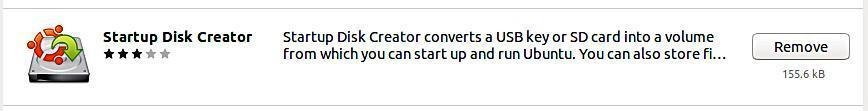 Startup Disk Creator
Startup Disk Creator converts a USB key or SD card into a volume
from which you can start up and run Ubuntu. You can also store fi...
Remove
155.6 kB